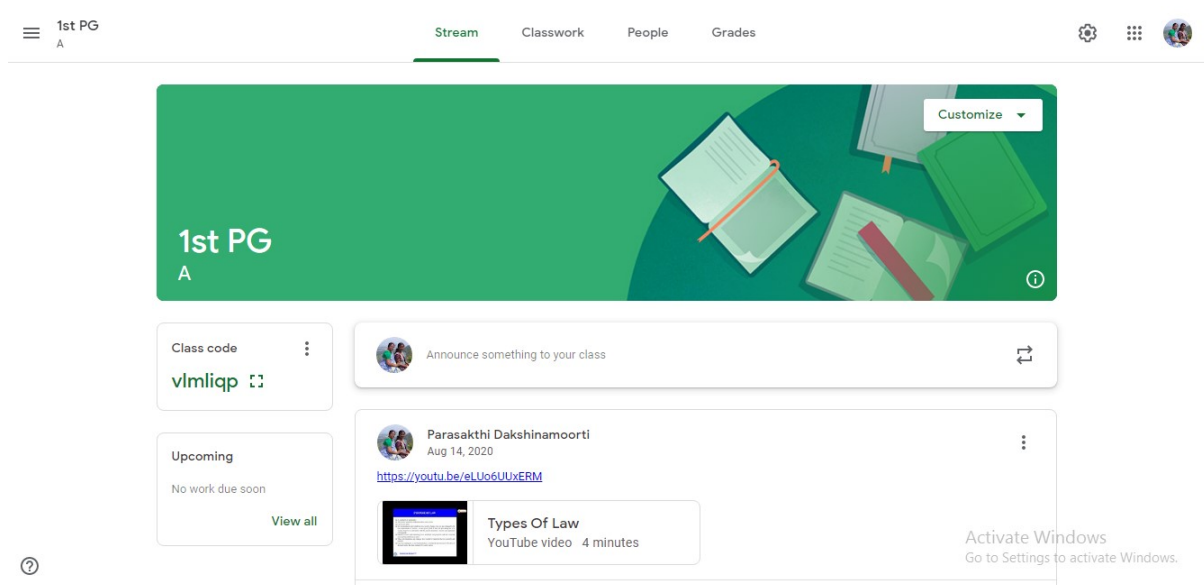 1st PG
A
Stream
Classwork
People
Grades
Customize
1st PG
A
Class code
vlmliqp
Announce something to your class
Upcoming
No work due soon
View all
Parasakthi Dakshinamoorti
Aug 14, 2020
https://youtu.be/eLUo6UUxERM
Types Of Law
YouTube video 4 minutes
Activate Windows
Go to Settings to activate Windows.